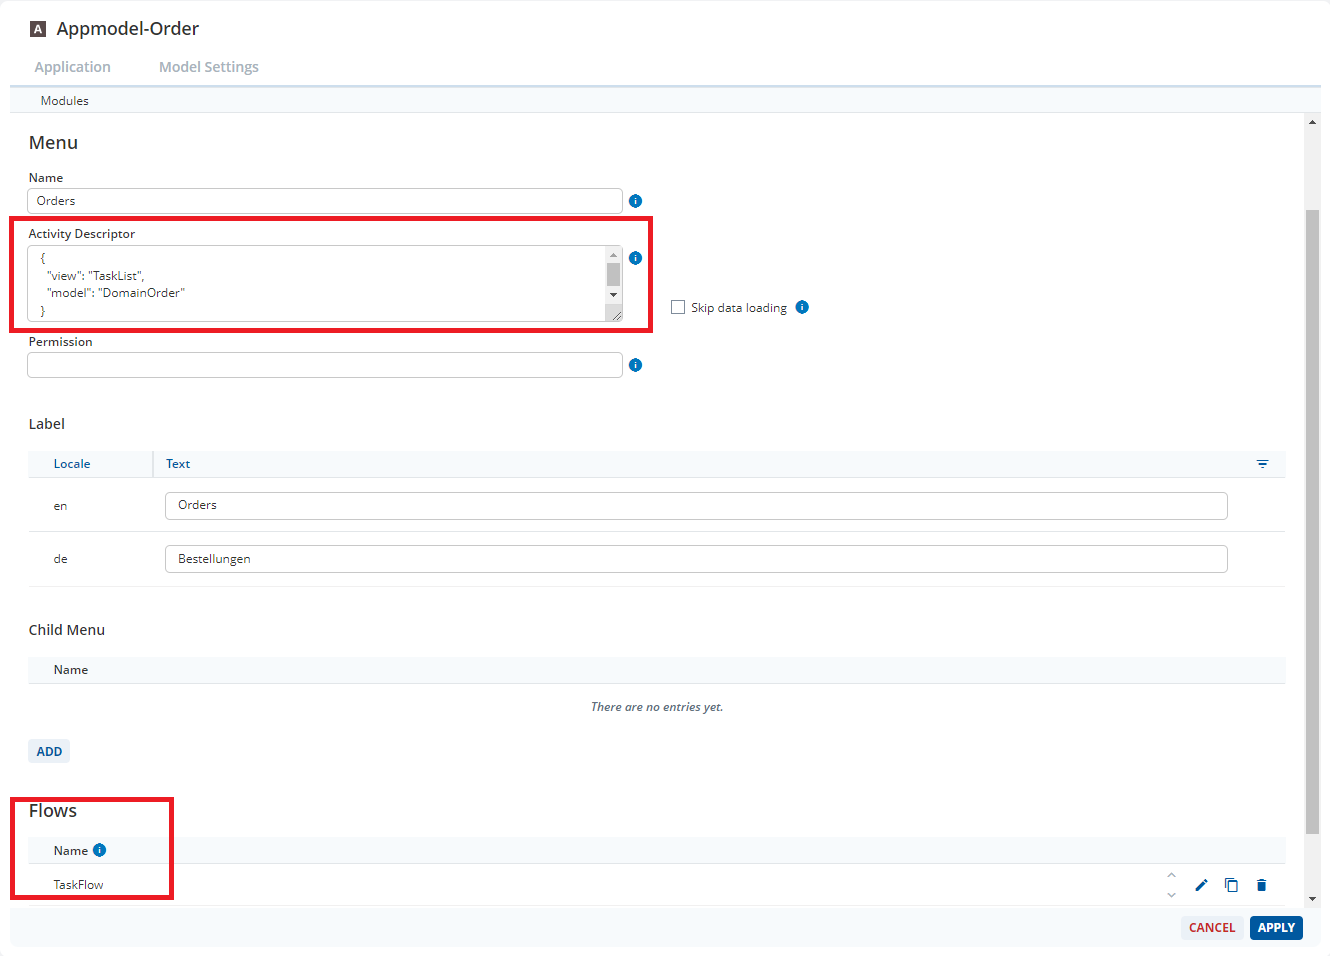 A Appmodel-Order
Application Model Settings
Modules
Menu
Name
Orders
Activity Descriptor
{
"view": "TaskList",
"model": "DomainOrder"
}
Skip data loading
Permission
Label
Locale Text
en Orders
de Bestellungen
Child Menu
Name
There are no entries yet.
ADD
Flows
Name
TaskFlow
CANCEL APPLY